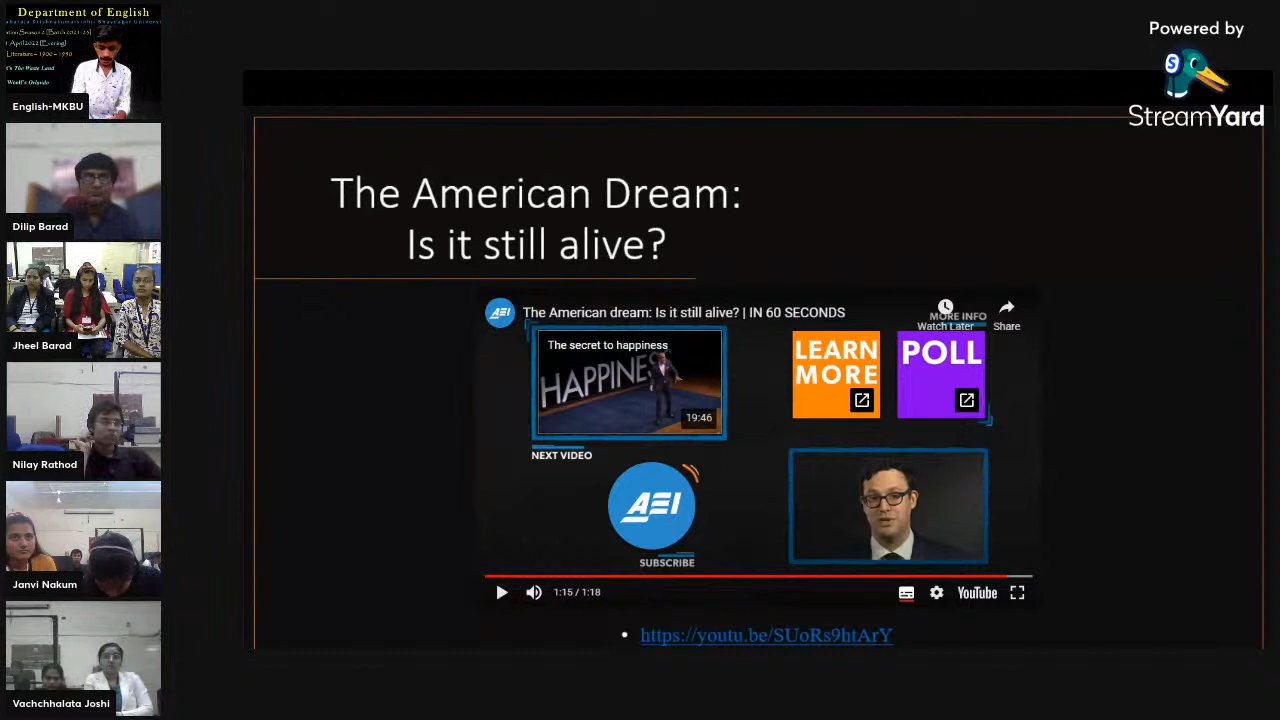 Department of English
English-MKBU
Dilip Barad
Jheel Barad
Nilay Rathod
Janvi Nakum
Vachchhalata Joshi
Powered by
S
StreamYard
The American Dream:
Is it still alive?
AEI
The American dream: Is it still alive? | IN 60 SECONDS
MORE INFO
Watch Later
Share
The secret to happiness
HAPPINES
19:46
NEXT VIDEO
LEARN
MORE
POLL
AEI
SUBSCRIBE
1:15 / 1:18
YouTube
• https://youtu.be/SUoRs9htArY